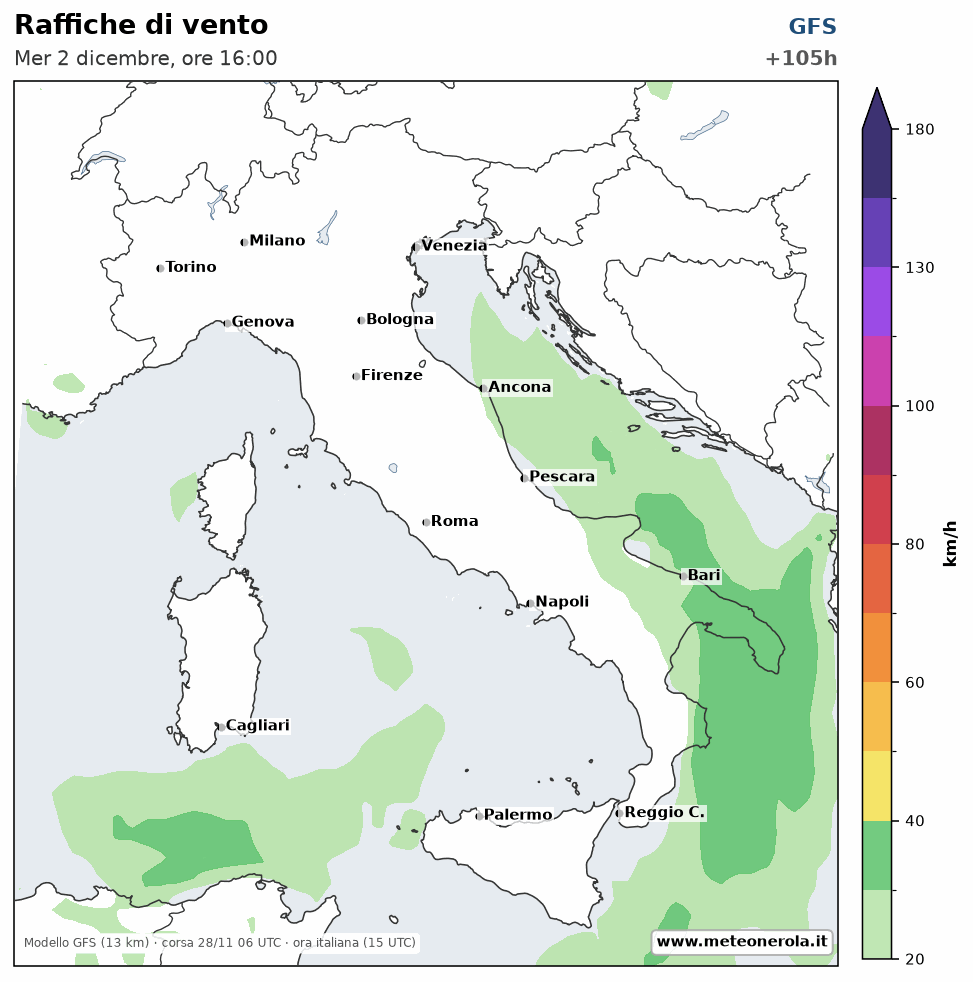 Raffiche di vento
GFS
Mer 2 dicembre, ore 16:00
+105h
180
Milano
Venezia
Torino
130
Genova
Bologna
Firenze
Ancona
100
Pescara
Roma
80
km/h
Bari
Napoli
60
Cagliari
Palermo
Reggio C.
40
Modello GFS (13 km) · corsa 28/11 06 UTC · ora italiana (15 UTC)
www.meteonerola.it
20